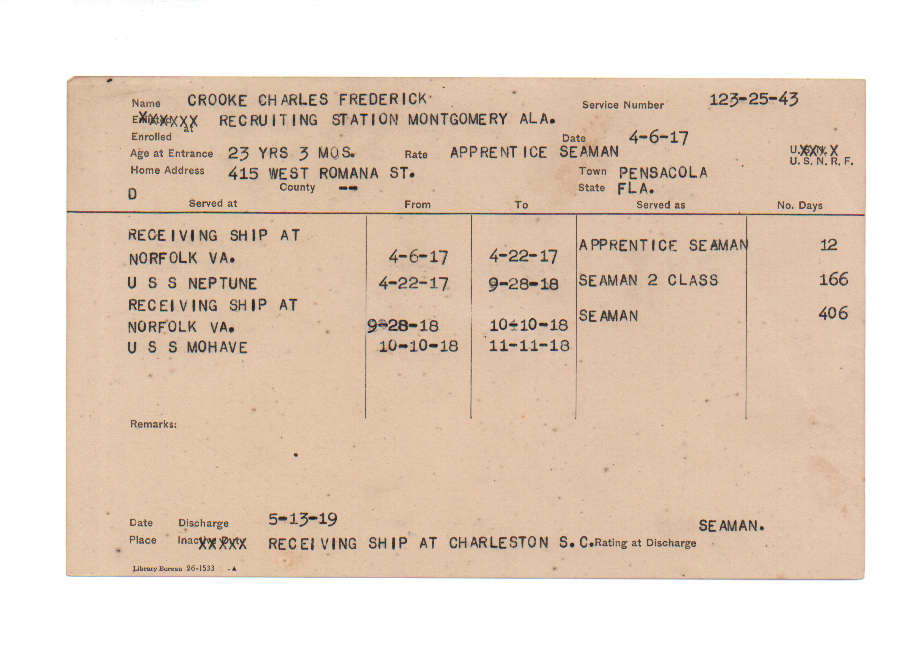 Name CROOKE CHARLES FREDERICK Service Number 123-25-43
at RECRUITING STATION MONTGOMERY ALA.
Enrolled Date 4-6-17
Age at Entrance 23 YRS 3 MOS. Rate APPRENTICE SEAMAN
U. S. N. R. F.
Home Address 415 WEST ROMANA ST. Town PENSACOLA
County -- State FLA.
D
Served at From To Served as No. Days
RECEIVING SHIP AT
NORFOLK VA. 4-6-17 4-22-17 APPRENTICE SEAMAN 12
U S S NEPTUNE 4-22-17 9-28-18 SEAMAN 2 CLASS 166
RECEIVING SHIP AT
NORFOLK VA. 9-28-18 10-10-18 SEAMAN 406
U S S MOHAVE 10-10-18 11-11-18
Remarks:
Date Discharge 5-13-19
SEAMAN.
Place RECEIVING SHIP AT CHARLESTON S.C. Rating at Discharge
Library Bureau 26-1533 -A